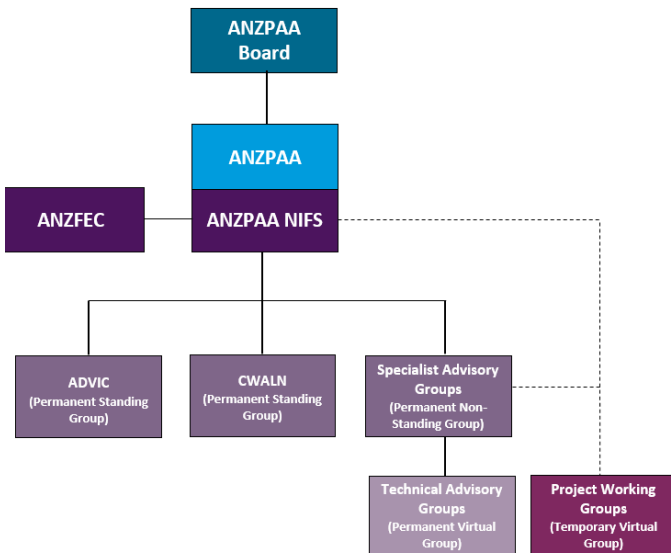 ANZPAA
Board
ANZPAA
ANZFEC
ANZPAA NIFS
ADVIC
(Permanent Standing
Group)
CWALN
(Permanent Standing
Group)
Specialist Advisory
Groups
(Permanent Non-
Standing Group)
Technical Advisory
Groups
(Permanent Virtual
Group)
Project Working
Groups
(Temporary Virtual
Group)